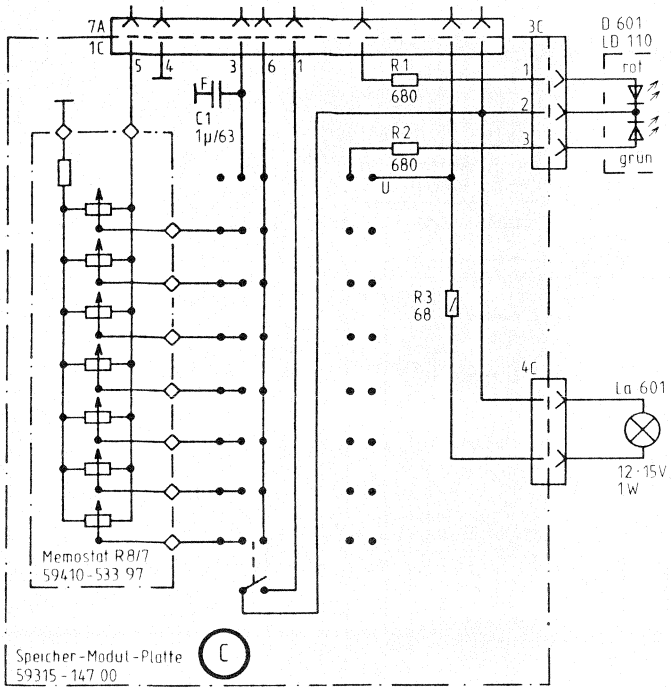 7A
1C
5 4 3 6 1
3C
D 601
LD 110
rot
1
2
3
grun
R1
680
R2
680
F
C1
1µ/63
U
R3
68
4C
La 601
12-15V
1W
Memostat R8/7
59410-533 97
Speicher-Modul-Platte
59315-147 00
C